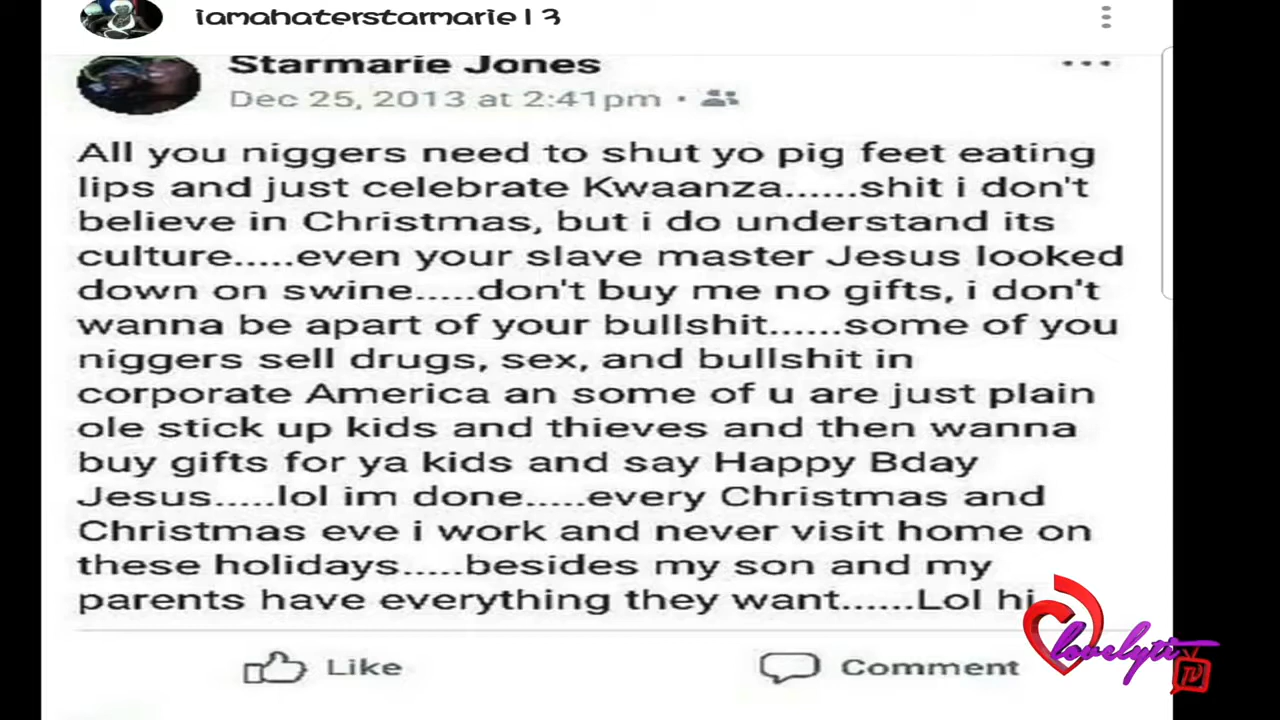 iamahaterstarmarie13
Starmarie Jones
Dec 25, 2013 at 2:41pm
All you niggers need to shut yo pig feet eating
lips and just celebrate Kwaanza......shit i don't
believe in Christmas, but i do understand its
culture.....even your slave master Jesus looked
down on swine.....don't buy me no gifts, i don't
wanna be apart of your bullshit......some of you
niggers sell drugs, sex, and bullshit in
corporate America an some of u are just plain
ole stick up kids and thieves and then wanna
buy gifts for ya kids and say Happy Bday
Jesus.....lol im done.....every Christmas and
Christmas eve i work and never visit home on
these holidays.....besides my son and my
parents have everything they want......Lol hi
Like
Comment
lovelyti
TV